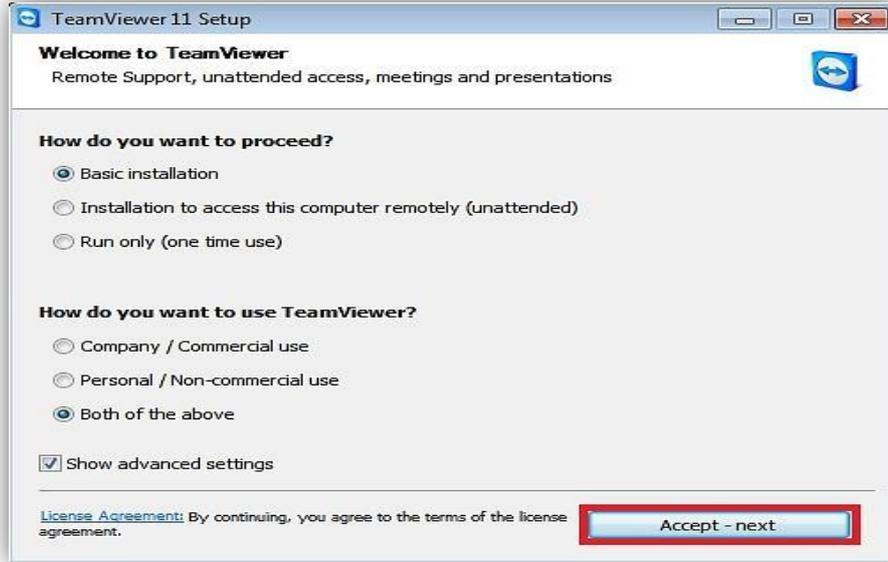 TeamViewer 11 Setup
Welcome to TeamViewer
Remote Support, unattended access, meetings and presentations
How do you want to proceed?
Basic installation
Installation to access this computer remotely (unattended)
Run only (one time use)
How do you want to use TeamViewer?
Company / Commercial use
Personal / Non-commercial use
Both of the above
Show advanced settings
License Agreement: By continuing, you agree to the terms of the license
agreement.
Accept - next